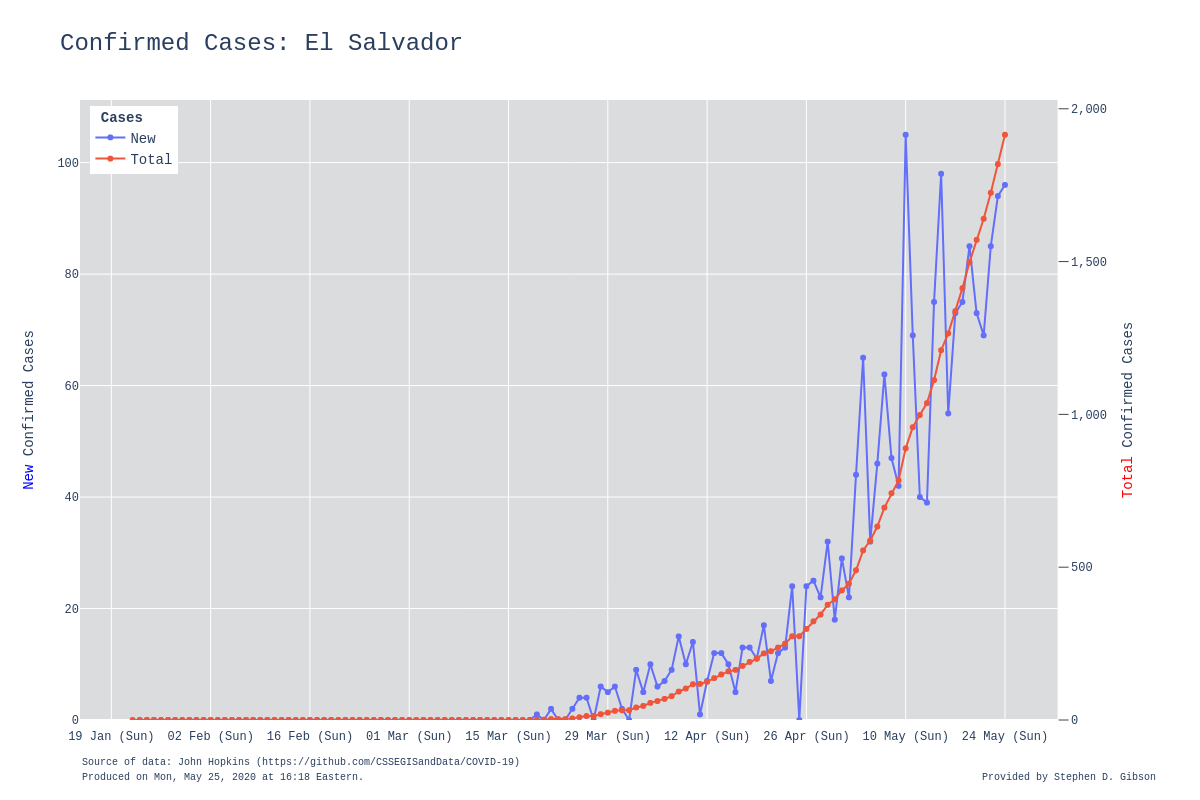 Confirmed Cases: El Salvador
Cases
New
Total
100
80
60
40
20
0
2,000
1,500
1,000
500
0
New Confirmed Cases
Total Confirmed Cases
19 Jan (Sun) 02 Feb (Sun) 16 Feb (Sun) 01 Mar (Sun) 15 Mar (Sun) 29 Mar (Sun) 12 Apr (Sun) 26 Apr (Sun) 10 May (Sun) 24 May (Sun)
Source of data: John Hopkins (https://github.com/CSSEGISandData/COVID-19)
Produced on Mon, May 25, 2020 at 16:18 Eastern.
Provided by Stephen D. Gibson